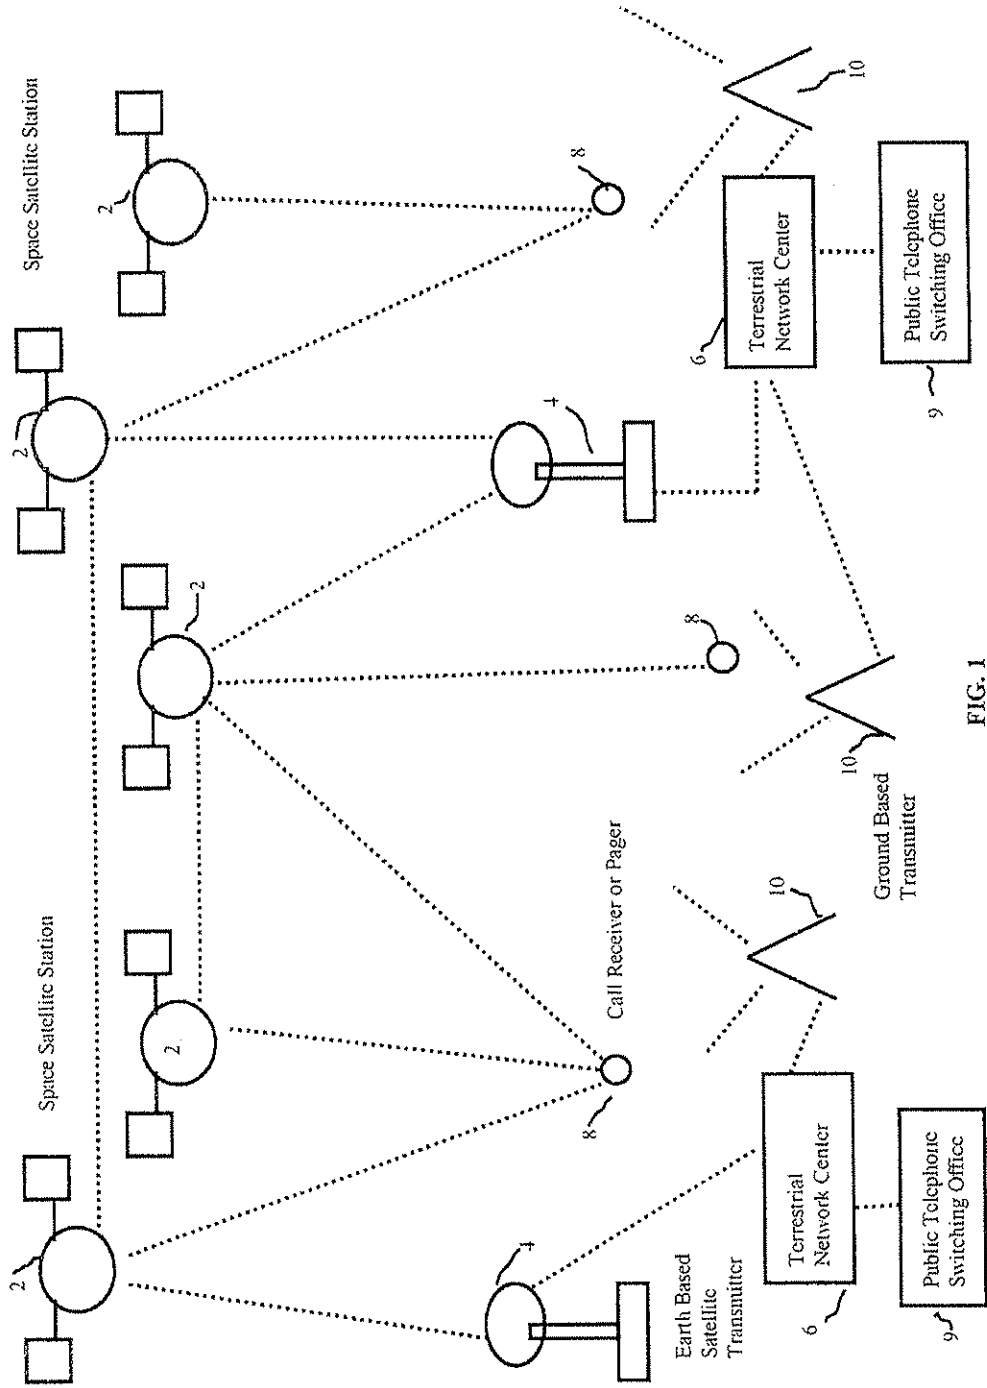 Space Satellite Station
Space Satellite Station
2
2
2
2
2
4
4
Earth Based
Satellite
Transmitter
8
Call Receiver or Pager
8
8
6
Terrestrial
Network Center
6
Terrestrial
Network Center
9
Public Telephone
Switching Office
9
Public Telephone
Switching Office
10
10
Ground Based
Transmitter
10
FIG. 1